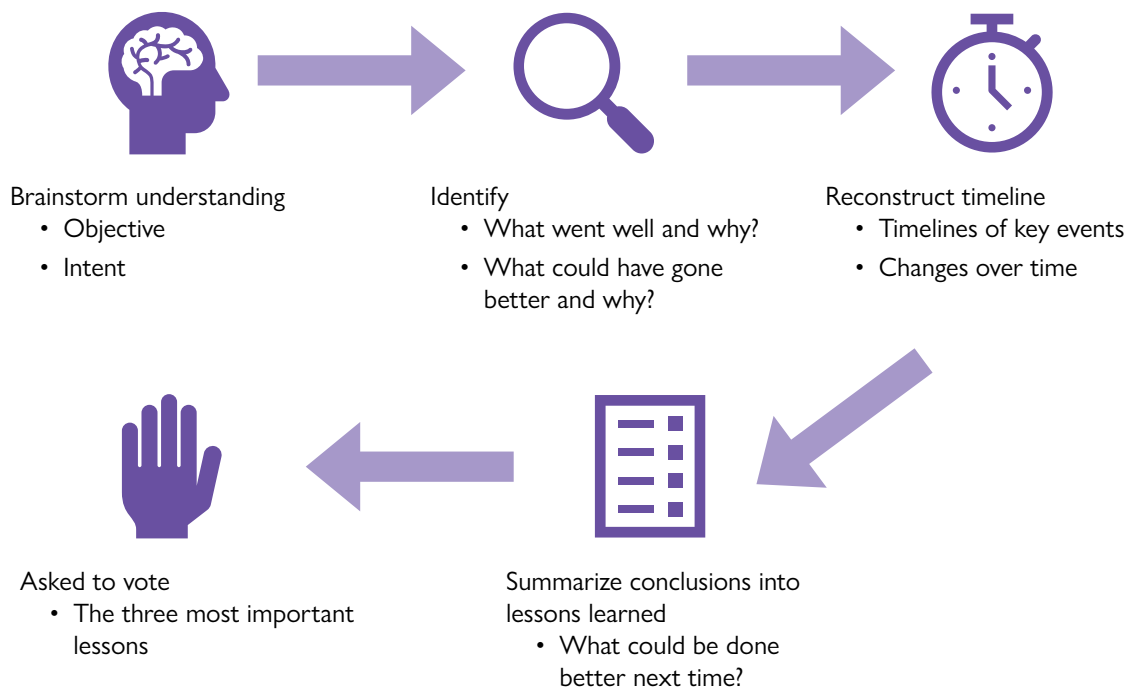 Brainstorm understanding
• Objective
• Intent
Identify
• What went well and why?
• What could have gone
better and why?
Reconstruct timeline
• Timelines of key events
• Changes over time
Summarize conclusions into
lessons learned
• What could be done
better next time?
Asked to vote
• The three most important
lessons